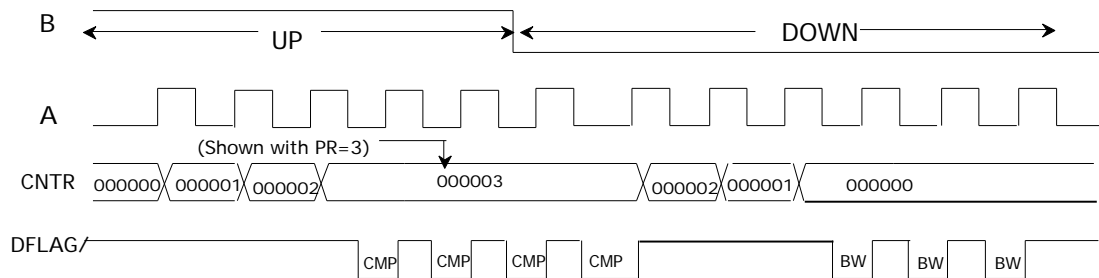 B
UP
DOWN
A
(Shown with PR=3)
CNTR
000000 000001 000002 000003 000002 000001 000000
DFLAG/
CMP CMP CMP CMP BW BW BW